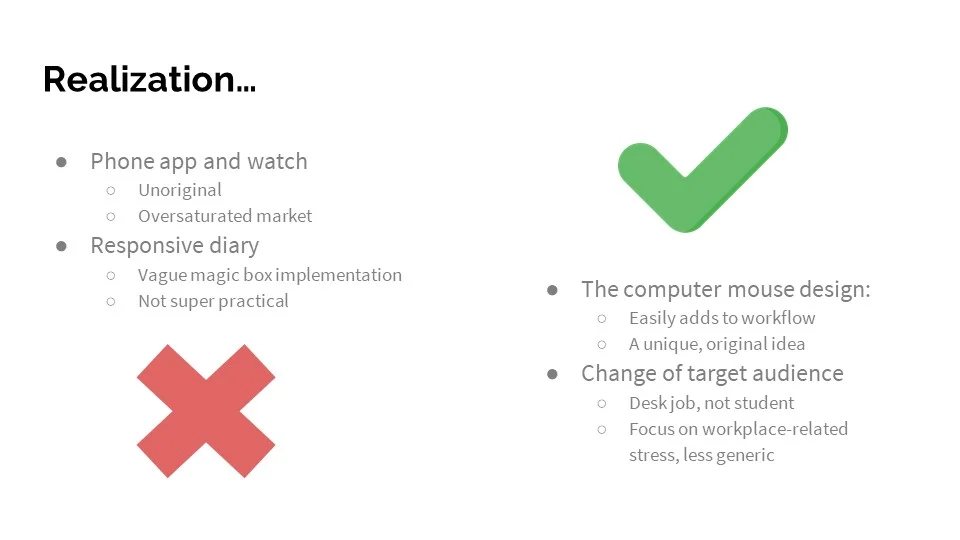 Realization…
● Phone app and watch
○ Unoriginal
○ Oversaturated market
● Responsive diary
○ Vague magic box implementation
○ Not super practical
● The computer mouse design:
○ Easily adds to workflow
○ A unique, original idea
● Change of target audience
○ Desk job, not student
○ Focus on workplace-related
stress, less generic